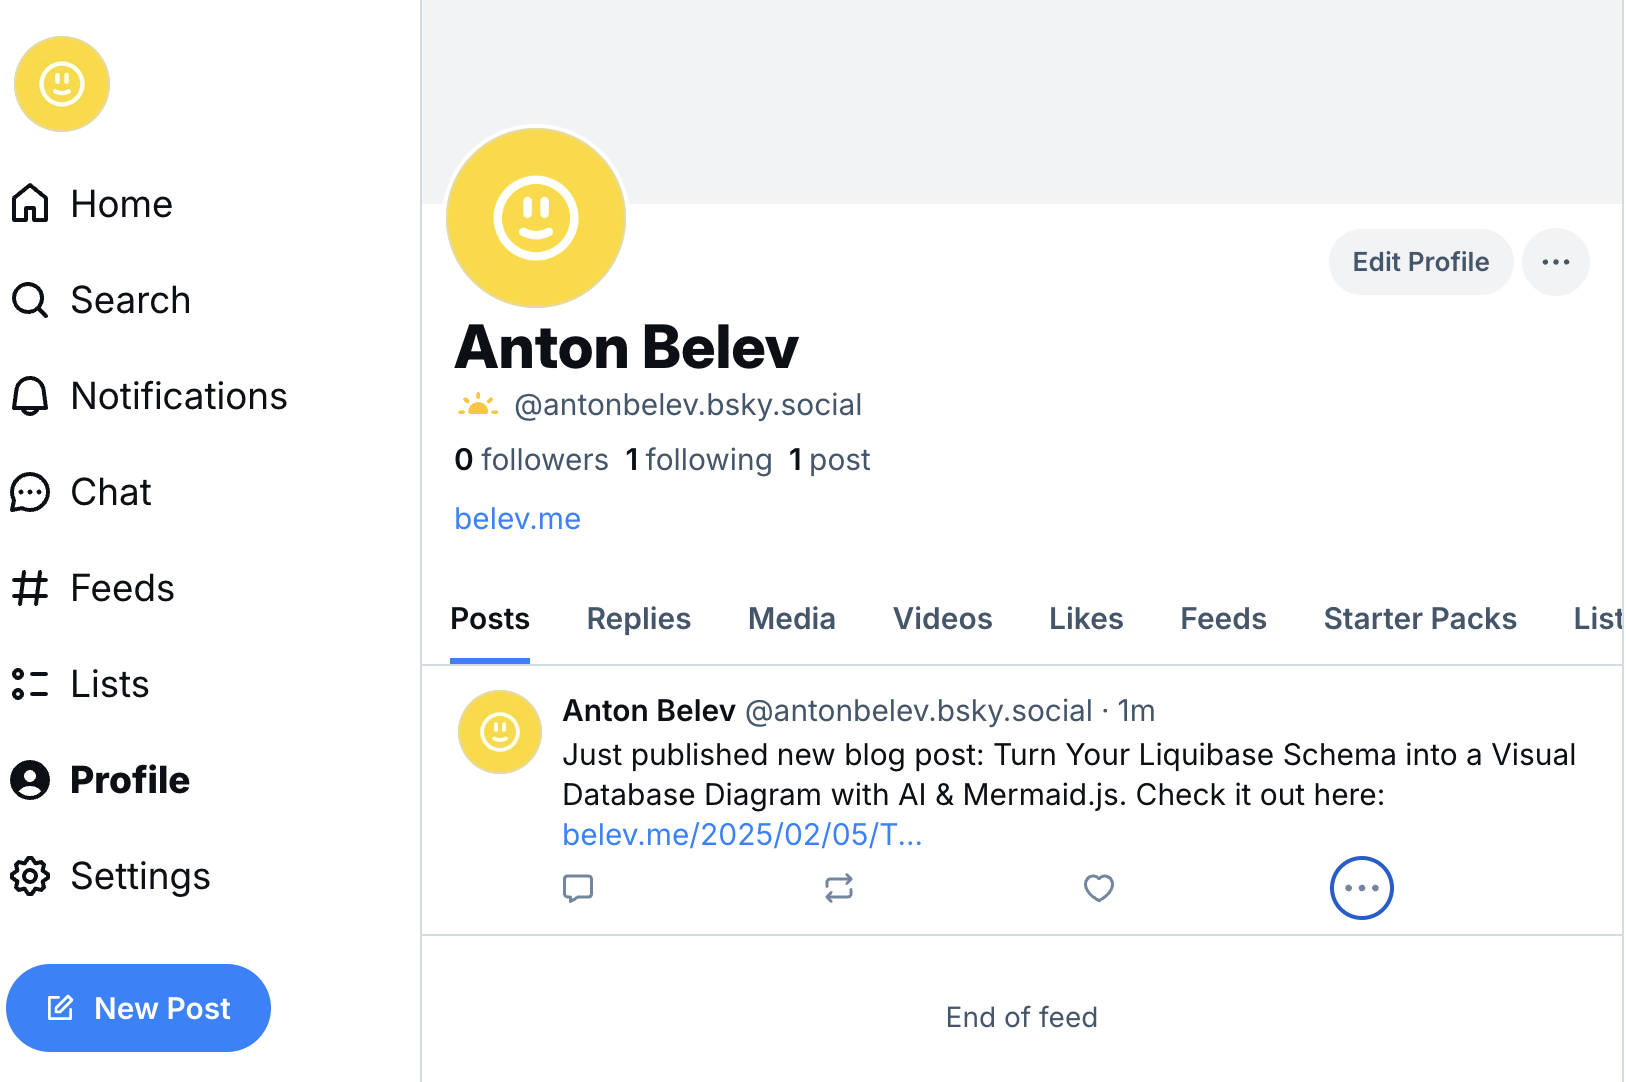 Home
Search
Notifications
Chat
Feeds
Lists
Profile
Settings
New Post
Edit Profile
Anton Belev
@antonbelev.bsky.social
0 followers 1 following 1 post
belev.me
Posts Replies Media Videos Likes Feeds Starter Packs List
Anton Belev @antonbelev.bsky.social · 1m
Just published new blog post: Turn Your Liquibase Schema into a Visual
Database Diagram with AI & Mermaid.js. Check it out here:
belev.me/2025/02/05/T...
End of feed